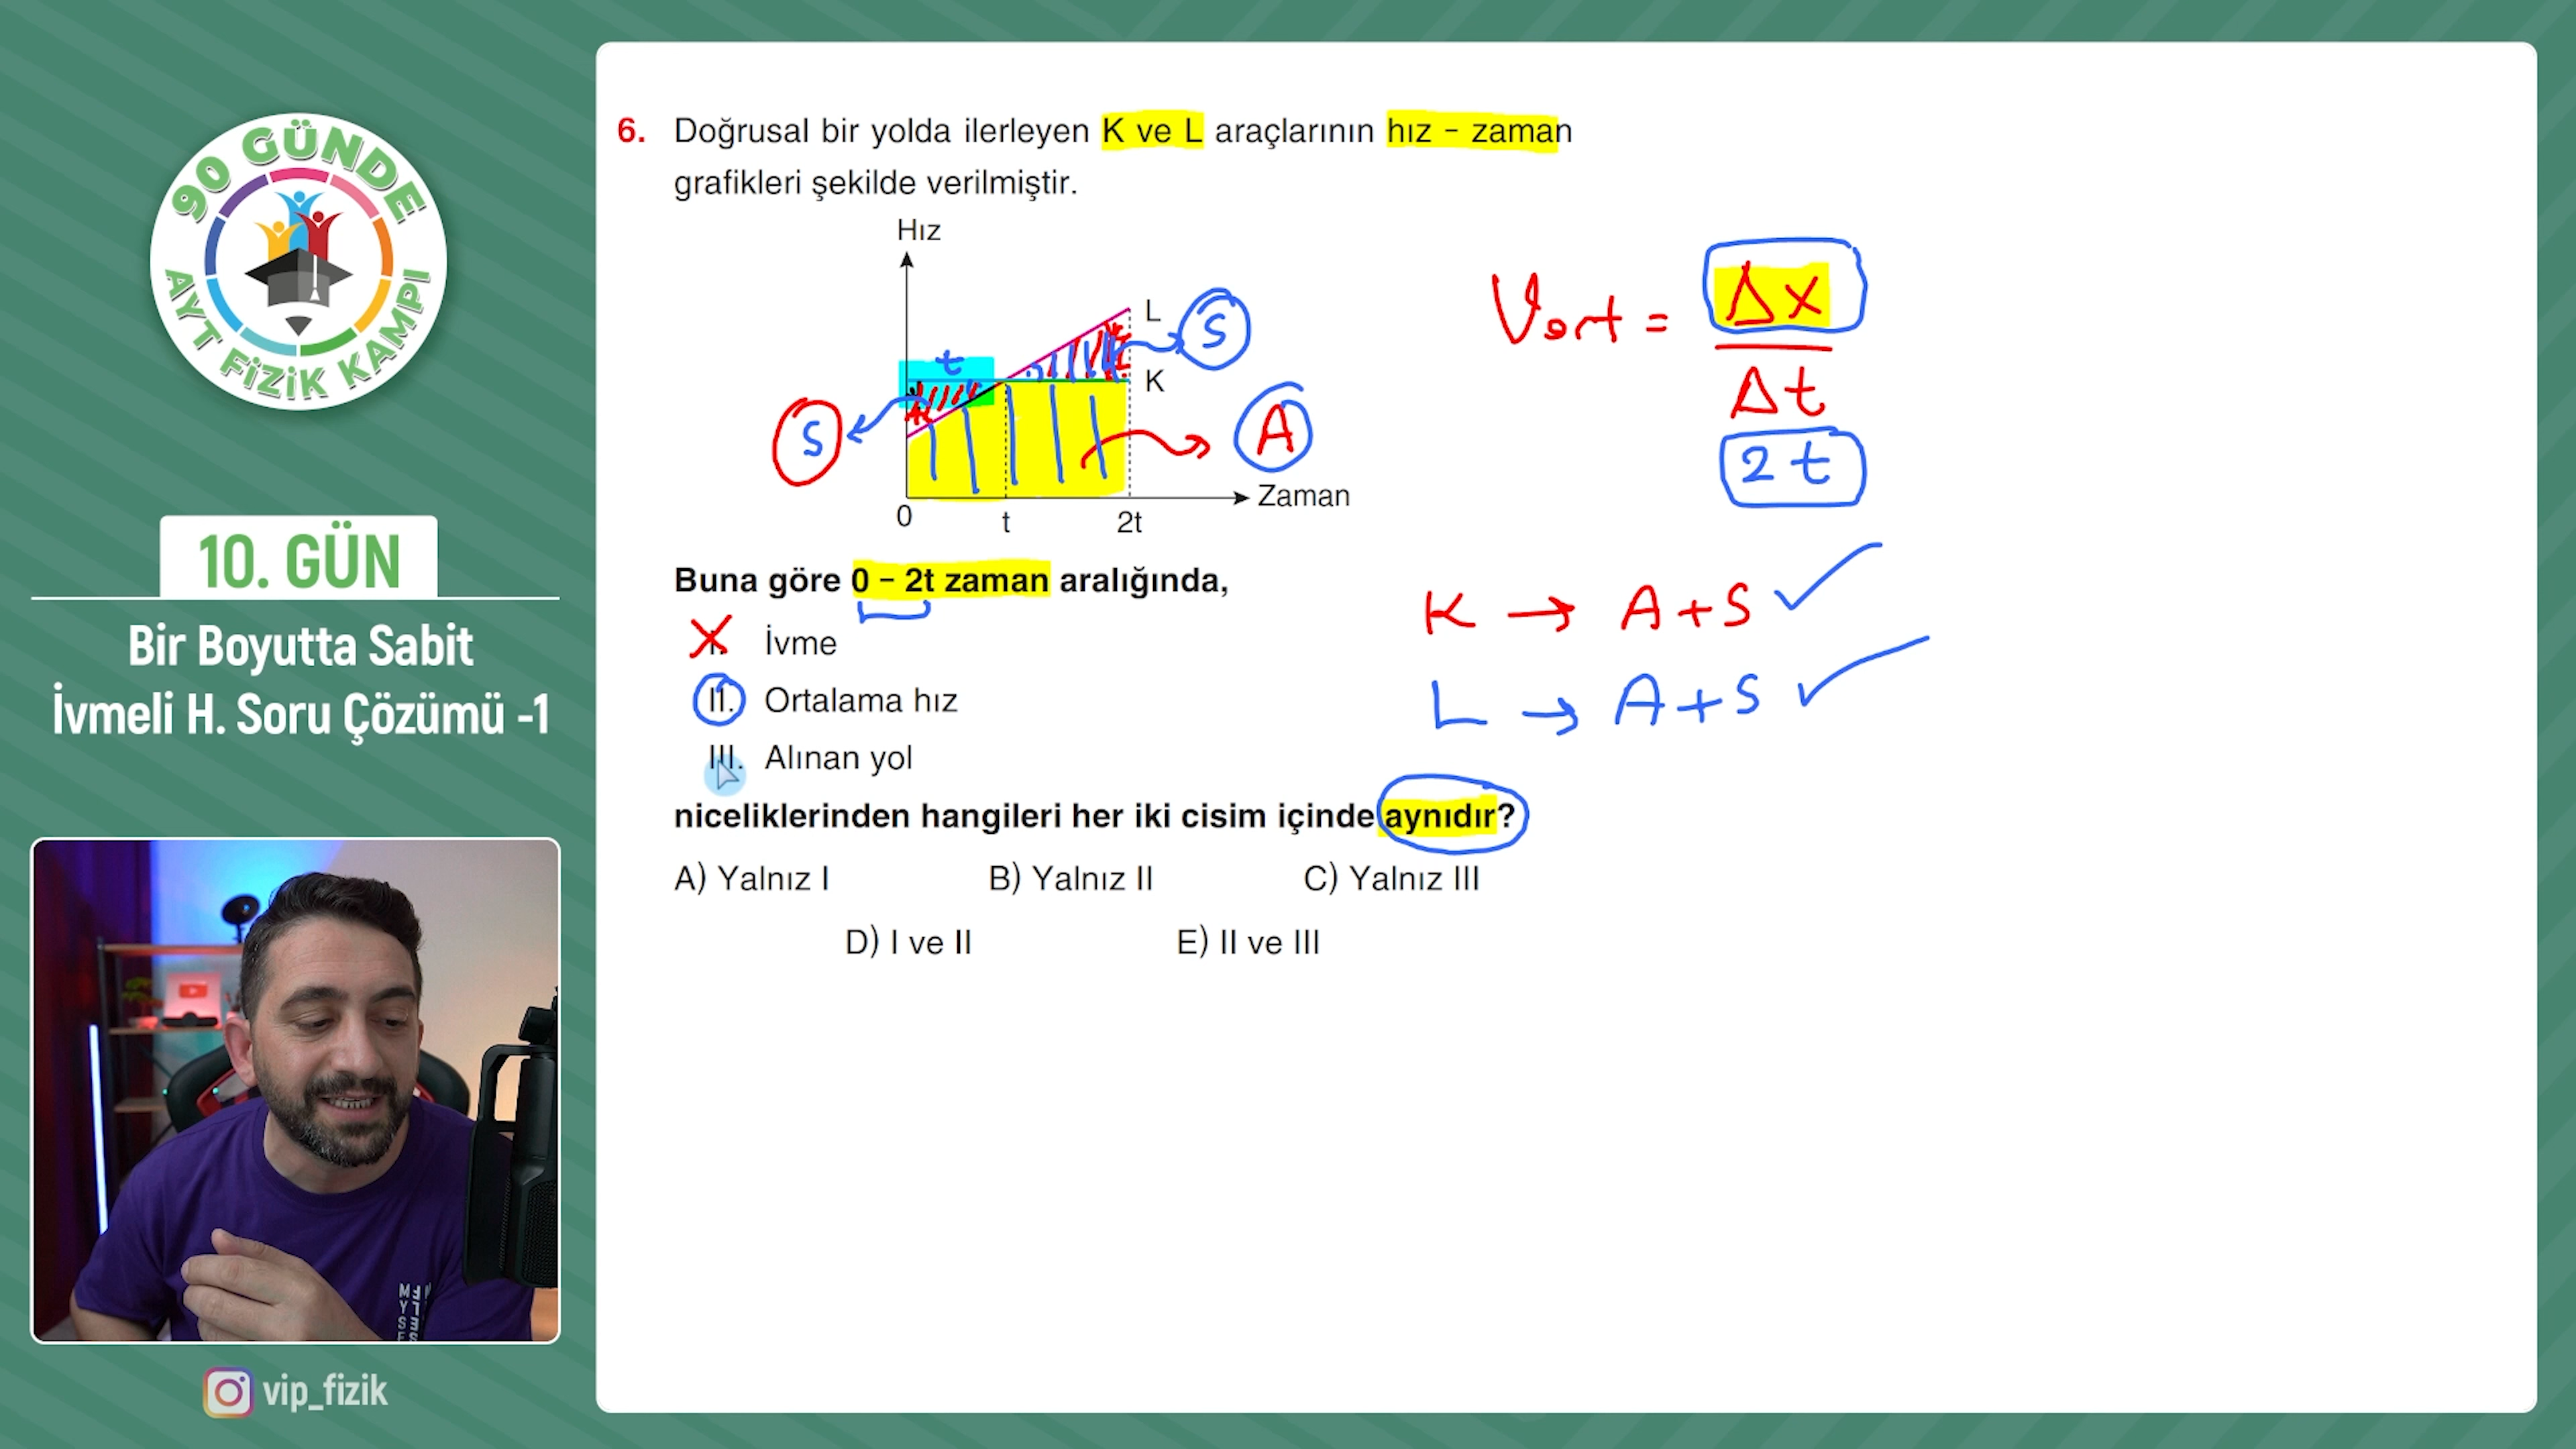 90 GÜNDE
AYT FİZİK KAMPI
10. GÜN
Bir Boyutta Sabit
İvmeli H. Soru Çözümü -1
vip_fizik
6. Doğrusal bir yolda ilerleyen K ve L araçlarının hız - zaman
grafikleri şekilde verilmiştir.
Hız
L
S
t
K
S
A
Zaman
0
t
2t
Vort = Δx
Δt
2t
Buna göre 0 - 2t zaman aralığında,
I. İvme
II. Ortalama hız
III. Alınan yol
K → A+S
L → A+S
niceliklerinden hangileri her iki cisim içinde aynıdır?
A) Yalnız I B) Yalnız II C) Yalnız III
D) I ve II E) II ve III